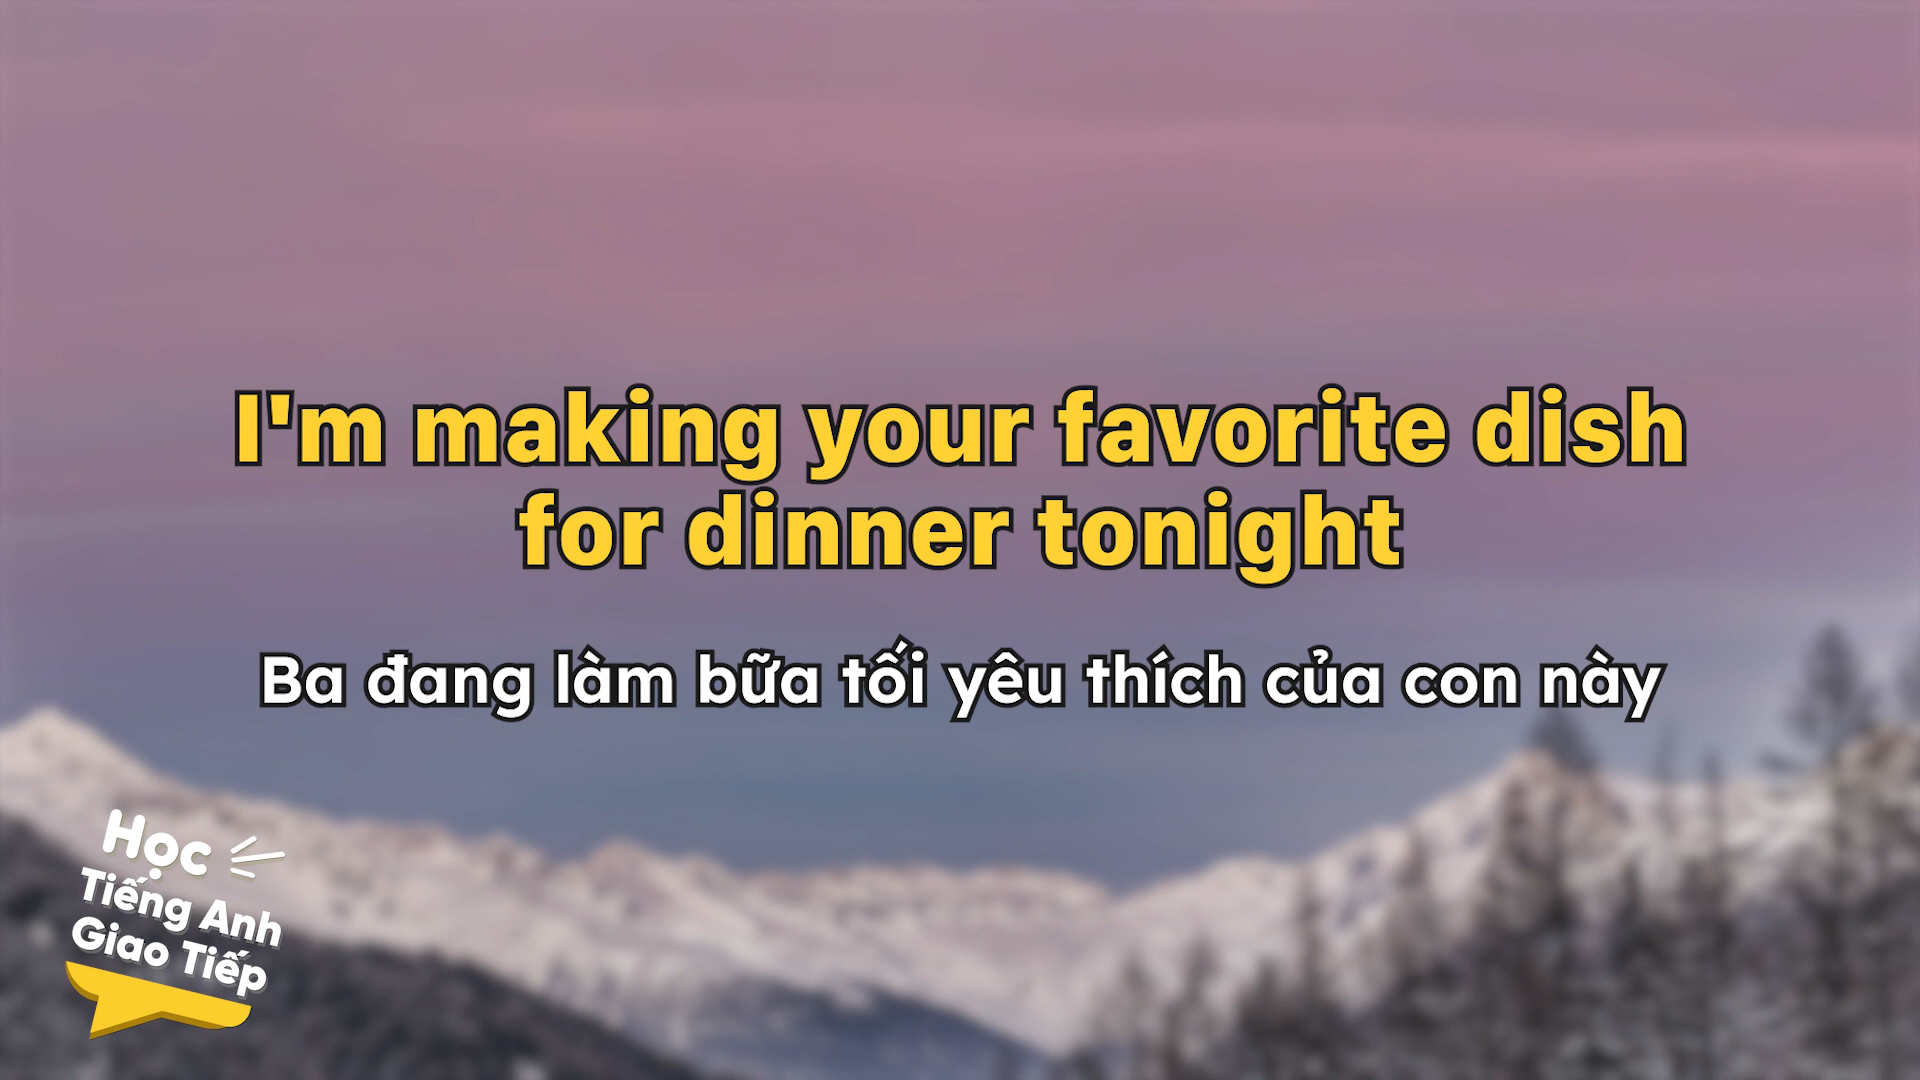 I'm making your favorite dish
for dinner tonight
Ba đang làm bữa tối yêu thích của con này
Học
Tiếng Anh
Giao Tiếp